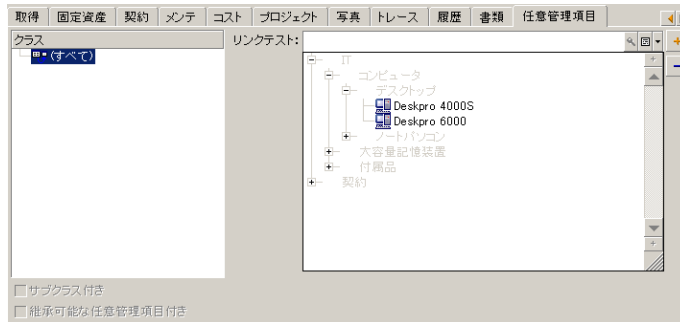 取得 固定資産 契約 メンテ コスト プロジェクト 写真 トレース 履歴 書類 任意管理項目
クラス
(すべて)
リンクテスト:
IT
コンピュータ
デスクトップ
Deskpro 4000S
Deskpro 6000
ノートパソコン
大容量記憶装置
付属品
契約
サブクラス付き
継承可能な任意管理項目付き